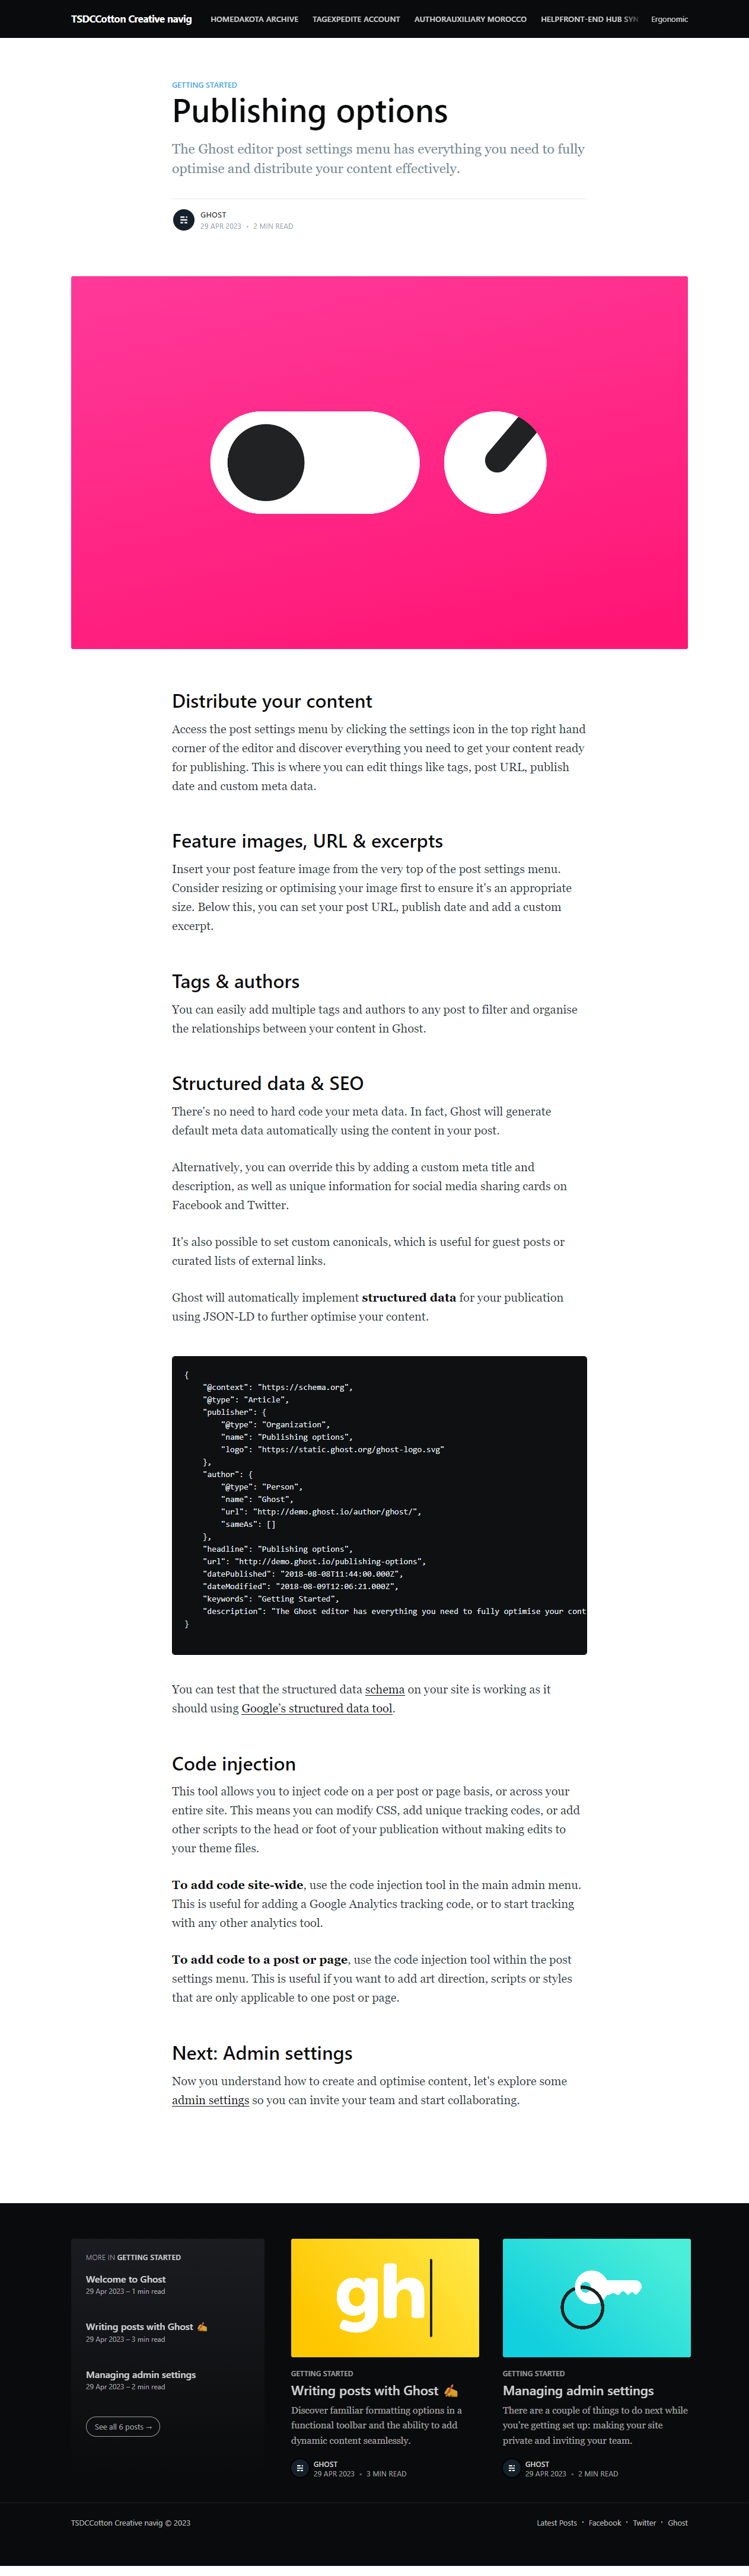 TSDCCotton Creative navig HOMEDAKOTA ARCHIVE TAGEXPEDITE ACCOUNT AUTHORAUXILIARY MOROCCO HELPFRONT-END HUB SYN Ergonomic
GETTING STARTED
Publishing options
The Ghost editor post settings menu has everything you need to fully
optimise and distribute your content effectively.
GHOST
29 APR 2023 • 2 MIN READ
Distribute your content
Access the post settings menu by clicking the settings icon in the top right hand
corner of the editor and discover everything you need to get your content ready
for publishing. This is where you can edit things like tags, post URL, publish
date and custom meta data.
Feature images, URL & excerpts
Insert your post feature image from the very top of the post settings menu.
Consider resizing or optimising your image first to ensure it's an appropriate
size. Below this, you can set your post URL, publish date and add a custom
excerpt.
Tags & authors
You can easily add multiple tags and authors to any post to filter and organise
the relationships between your content in Ghost.
Structured data & SEO
There's no need to hard code your meta data. In fact, Ghost will generate
default meta data automatically using the content in your post.
Alternatively, you can override this by adding a custom meta title and
description, as well as unique information for social media sharing cards on
Facebook and Twitter.
It's also possible to set custom canonicals, which is useful for guest posts or
curated lists of external links.
Ghost will automatically implement structured data for your publication
using JSON-LD to further optimise your content.
{
"@context": "https://schema.org",
"@type": "Article",
"publisher": {
"@type": "Organization",
"name": "Publishing options",
"logo": "https://static.ghost.org/ghost-logo.svg"
},
"author": {
"@type": "Person",
"name": "Ghost",
"url": "http://demo.ghost.io/author/ghost/",
"sameAs": []
},
"headline": "Publishing options",
"url": "http://demo.ghost.io/publishing-options",
"datePublished": "2018-08-08T11:44:00.000Z",
"dateModified": "2018-08-09T12:06:21.000Z",
"keywords": "Getting Started",
"description": "The Ghost editor has everything you need to fully optimise your cont
}
You can test that the structured data schema on your site is working as it
should using Google's structured data tool.
Code injection
This tool allows you to inject code on a per post or page basis, or across your
entire site. This means you can modify CSS, add unique tracking codes, or add
other scripts to the head or foot of your publication without making edits to
your theme files.
To add code site-wide, use the code injection tool in the main admin menu.
This is useful for adding a Google Analytics tracking code, or to start tracking
with any other analytics tool.
To add code to a post or page, use the code injection tool within the post
settings menu. This is useful if you want to add art direction, scripts or styles
that are only applicable to one post or page.
Next: Admin settings
Now you understand how to create and optimise content, let's explore some
admin settings so you can invite your team and start collaborating.
MORE IN GETTING STARTED
Welcome to Ghost
29 Apr 2023 – 1 min read
Writing posts with Ghost ✍️
29 Apr 2023 – 3 min read
Managing admin settings
29 Apr 2023 – 2 min read
See all 6 posts →
gh
GETTING STARTED
Writing posts with Ghost ✍️
Discover familiar formatting options in a
functional toolbar and the ability to add
dynamic content seamlessly.
GHOST
29 APR 2023 • 3 MIN READ
GETTING STARTED
Managing admin settings
There are a couple of things to do next while
you're getting set up: making your site
private and inviting your team.
GHOST
29 APR 2023 • 2 MIN READ
TSDCCotton Creative navig © 2023
Latest Posts • Facebook • Twitter • Ghost